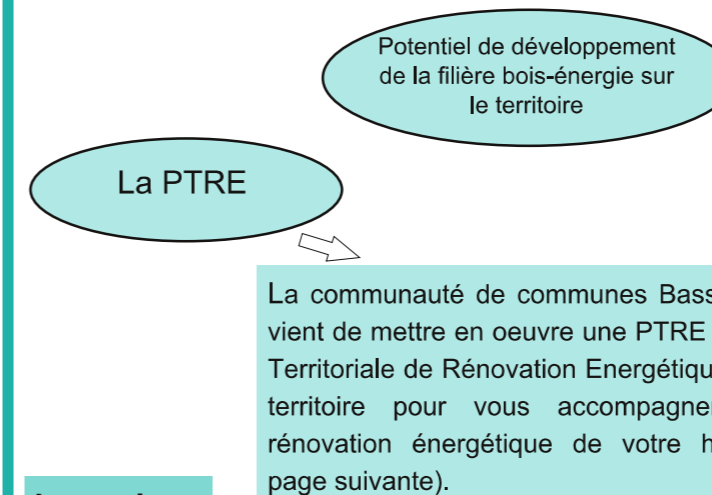 Potentiel de développement
de la filière bois-énergie sur
le territoire
La PTRE
La communauté de communes
vient de mettre en oeuvre une PTRE
Territoriale de Rénovation
territoire pour vous
rénovation énergétique de votre
page suivante).